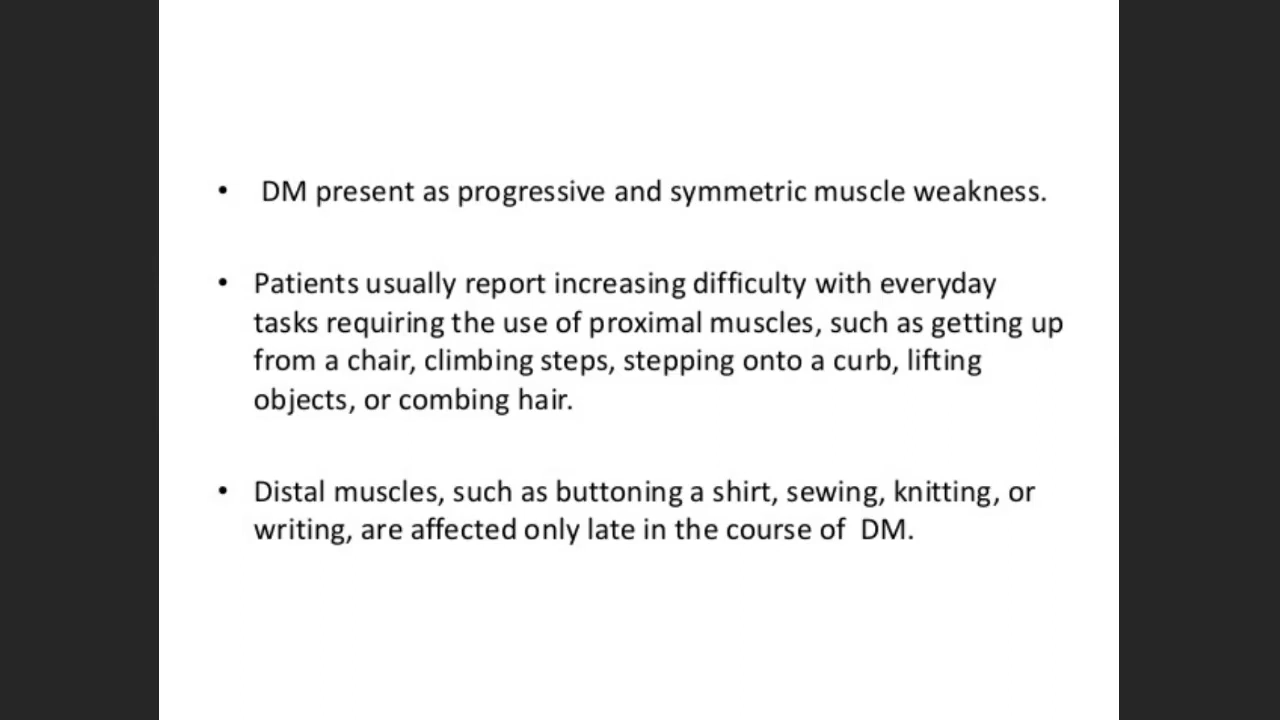 • DM present as progressive and symmetric muscle weakness.
• Patients usually report increasing difficulty with everyday
tasks requiring the use of proximal muscles, such as getting up
from a chair, climbing steps, stepping onto a curb, lifting
objects, or combing hair.
• Distal muscles, such as buttoning a shirt, sewing, knitting, or
writing, are affected only late in the course of  DM.